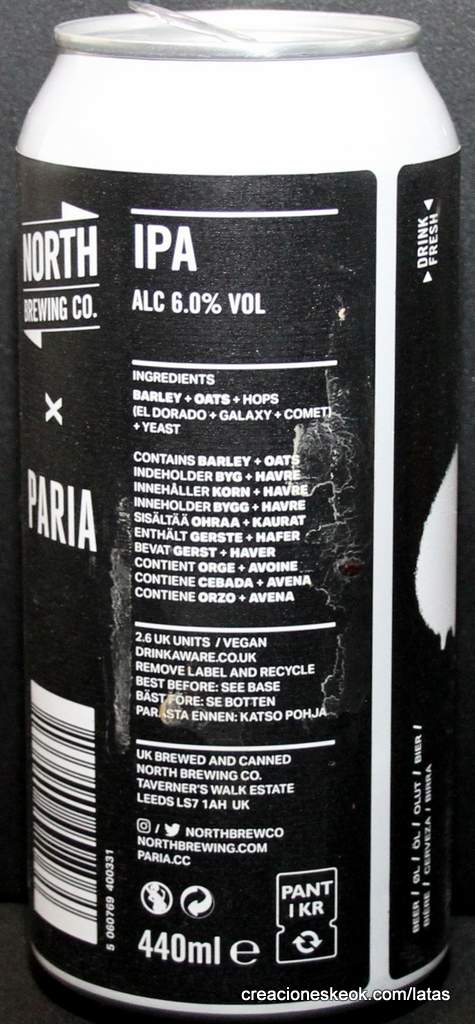 NORTH
BREWING CO.
X
PARIA
IPA
ALC 6.0% VOL
INGREDIENTS
BARLEY + OATS + HOPS
(EL DORADO + GALAXY + COMET)
+ YEAST
CONTAINS BARLEY + OATS
INDEHOLDER BYG + HAVRE
INNEHÅLLER KORN + HAVRE
INNEHOLDER BYGG + HAVRE
SISÄLTÄÄ OHRAA + KAURAT
ENTHÄLT GERSTE + HAFER
BEVAT GERST + HAVER
CONTIENT ORGE + AVOINE
CONTIENE CEBADA + AVENA
CONTIENE ORZO + AVENA
2.6 UK UNITS / VEGAN
DRINKAWARE.CO.UK
REMOVE LABEL AND RECYCLE
BEST BEFORE: SEE BASE
BÄST FÖRE: SE BOTTEN
PARASTA ENNEN: KATSO POHJA
UK BREWED AND CANNED
NORTH BREWING CO.
TAVERNER'S WALK ESTATE
LEEDS LS7 1AH UK
/ NORTHBREWCO
NORTHBREWING.COM
PARIA.CC
PANT
1 KR
440ml e
5 060769 400331
DRINK
FRESH
BEER / ØL / ÖL / OLUT / BIER /
BIÈRE / CERVEZA / BIRRA
creacioneskeok.com/latas